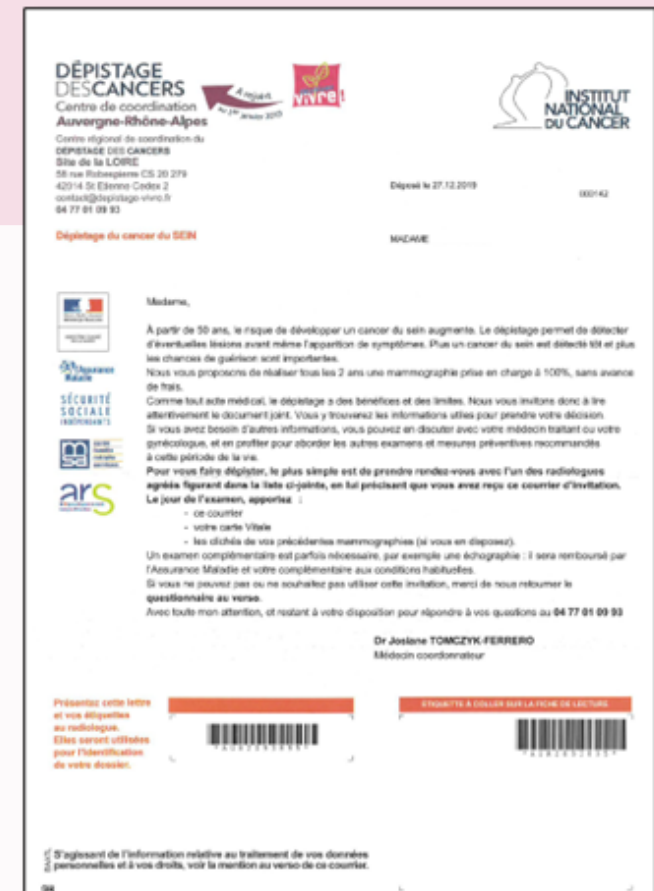 DÉPISTAGE
DES CANCERS
Centre de coordination
Auvergne-Rhône-Alpes
À rejoint
au 1er janvier 2019
vivre !
INSTITUT
NATIONAL
DU CANCER
Centre régional de coordination du
DÉPISTAGE DES CANCERS
Site de la LOIRE
58 rue Robespierre CS 20 279
42014 St Etienne Cedex 2
contact@depistage-vivre.fr
04 77 01 09 93
Déposé le 27.12.2019
000142
Dépistage du cancer du SEIN
MADAME
Madame,
À partir de 50 ans, le risque de développer un cancer du sein augmente. Le dépistage permet de détecter
d'éventuelles lésions avant même l'apparition de symptômes. Plus un cancer du sein est détecté tôt et plus
les chances de guérison sont importantes.
Nous vous proposons de réaliser tous les 2 ans une mammographie prise en charge à 100%, sans avance
de frais.
Comme tout acte médical, le dépistage a des bénéfices et des limites. Nous vous invitons donc à lire
attentivement le document joint. Vous y trouverez les informations utiles pour prendre votre décision.
Si vous avez besoin d'autres informations, vous pouvez en discuter avec votre médecin traitant ou votre
gynécologue, et en profiter pour aborder les autres examens et mesures préventives recommandés
à cette période de la vie.
Pour vous faire dépister, le plus simple est de prendre rendez-vous avec l'un des radiologues
agréés figurant dans la liste ci-jointe, en lui précisant que vous avez reçu ce courrier d'invitation.
Le jour de l'examen, apportez :
- ce courrier
- votre carte Vitale
- les clichés de vos précédentes mammographies (si vous en disposez).
Un examen complémentaire est parfois nécessaire, par exemple une échographie : il sera remboursé par
l'Assurance Maladie et votre complémentaire aux conditions habituelles.
Si vous ne pouvez pas ou ne souhaitez pas utiliser cette invitation, merci de nous retourner le
questionnaire au verso.
Avec toute mon attention, et restant à votre disposition pour répondre à vos questions au 04 77 01 09 93
Dr Josiane TOMCZYK-FERRERO
Médecin coordonnateur
l'Assurance
Maladie
SÉCURITÉ
SOCIALE
INDÉPENDANTS
ars
Présentez cette lettre
et vos étiquettes
au radiologue.
Elles seront utilisées
pour l'identification
de votre dossier.
ETIQUETTE À COLLER SUR LA FICHE DE LECTURE
S'agissant de l'information relative au traitement de vos données
personnelles et à vos droits, voir la mention au verso de ce courrier.